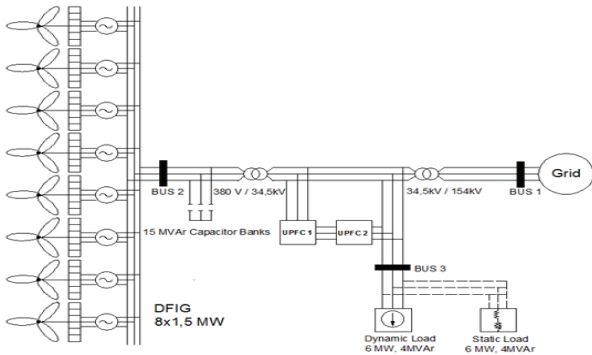 BUS 2
380 V / 34,5kV
34,5kV / 154kV
BUS 1
Grid
15 MVAr Capacitor Banks
UPFC 1
UPFC 2
BUS 3
DFIG
8x1,5 MW
Dynamic Load
6 MW, 4MVAr
Static Load
6 MW, 4MVAr